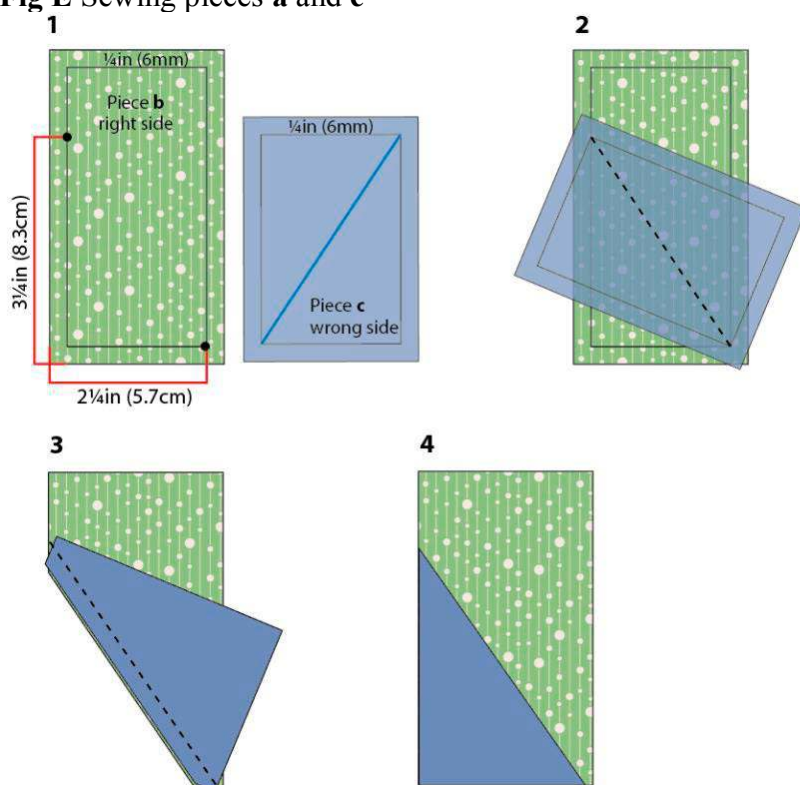 Fig E Sewing pieces a and c
1
2
¼in (6mm)
Piece b
right side
¼in (6mm)
3¼in (8.3cm)
Piece c
wrong side
2¼in (5.7cm)
3
4